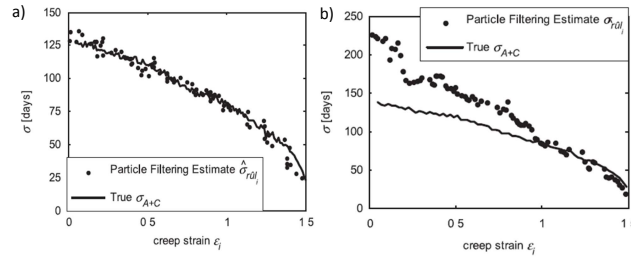 a)
150
125
100
75
50
25
0
σ [days]
0
0 5
1
1 5
creep strain εi
Particle Filtering Estimate σ̂rûli
True σA+C
b)
250
200
150
100
50
0
σ [days]
0
0 5
1
1 5
creep strain εi
Particle Filtering Estimate σrûli
True σA+C